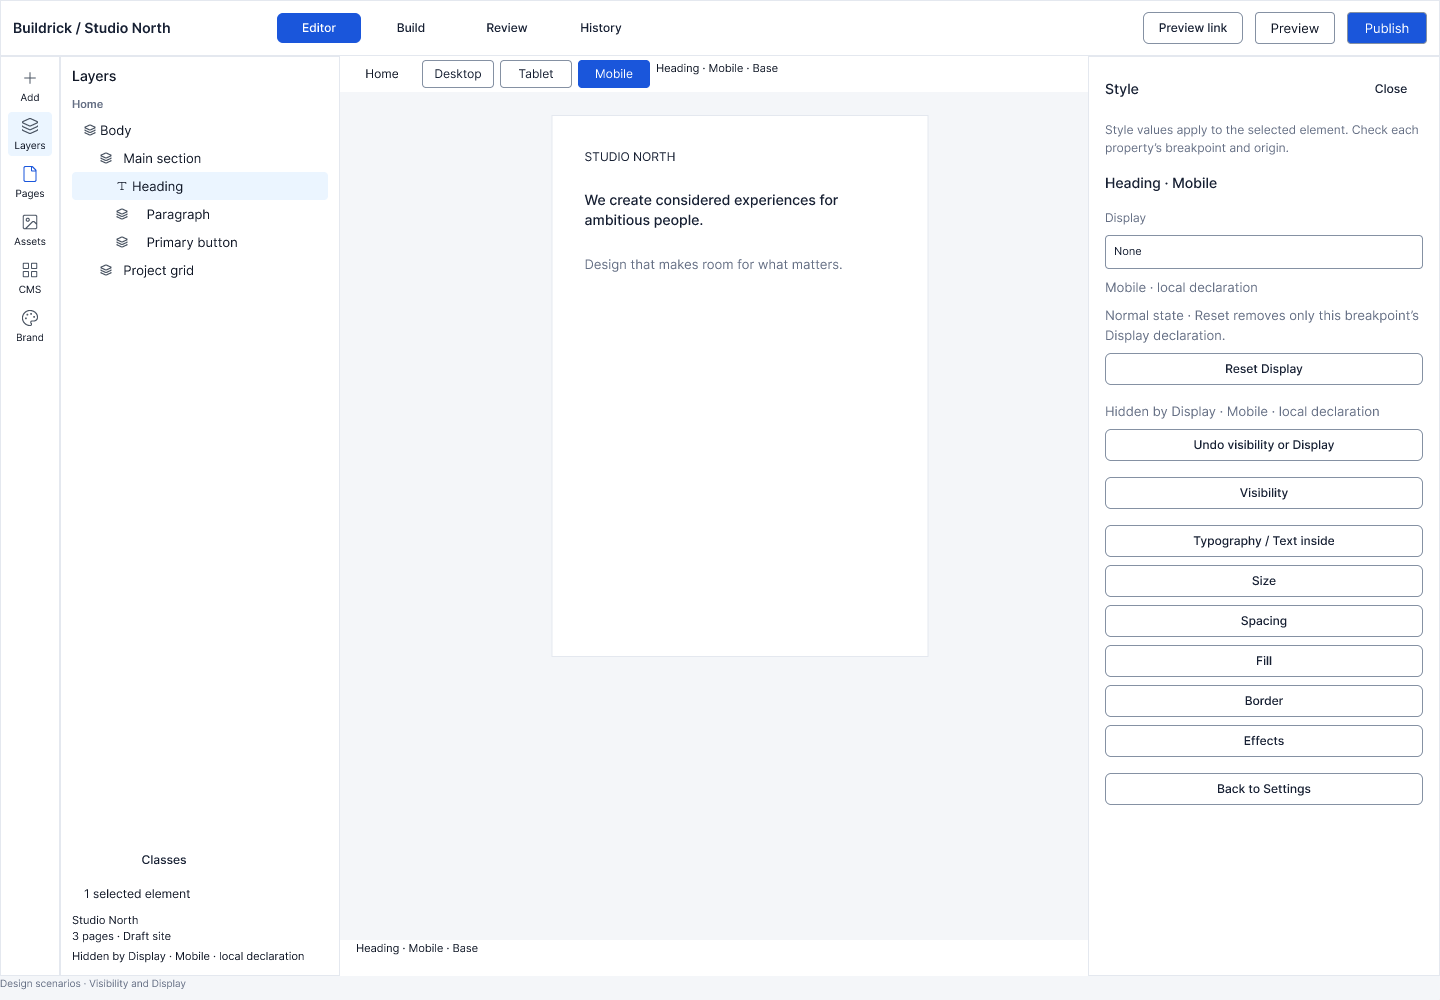 Buildrick / Studio North
Editor
Build
Review
History
Preview link
Preview
Publish
Add
Layers
Pages
Assets
CMS
Brand
Layers
Home
Body
Main section
Heading
Paragraph
Primary button
Project grid
Classes
1 selected element
Studio North
3 pages · Draft site
Hidden by Display · Mobile · local declaration
Home
Desktop
Tablet
Mobile
Heading · Mobile · Base
STUDIO NORTH
We create considered experiences for
ambitious people.
Design that makes room for what matters.
Heading · Mobile · Base
Style
Close
Style values apply to the selected element. Check each
property’s breakpoint and origin.
Heading · Mobile
Display
None
Mobile · local declaration
Normal state · Reset removes only this breakpoint’s
Display declaration.
Reset Display
Hidden by Display · Mobile · local declaration
Undo visibility or Display
Visibility
Typography / Text inside
Size
Spacing
Fill
Border
Effects
Back to Settings
Design scenarios · Visibility and Display